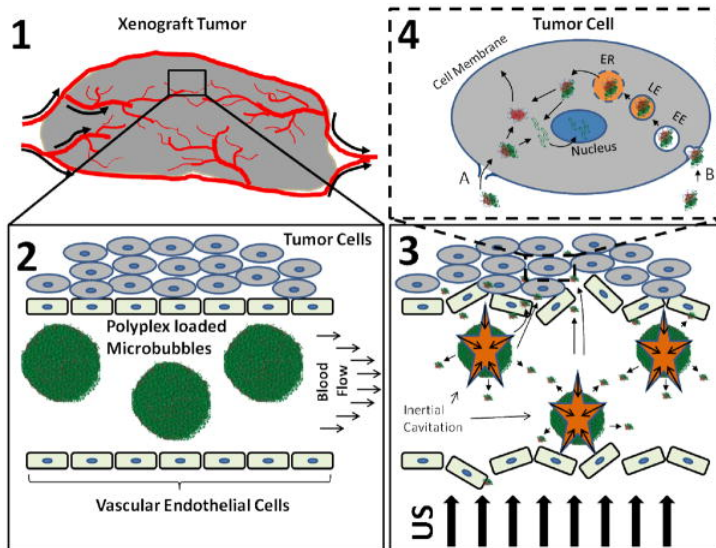 1
Xenograft Tumor
4
Tumor Cell
Cell Membrane
ER
LE
EE
Nucleus
A
B
2
Tumor Cells
Polyplex loaded
Microbubbles
Blood
Flow
Vascular Endothelial Cells
3
Inertial
Cavitation
US